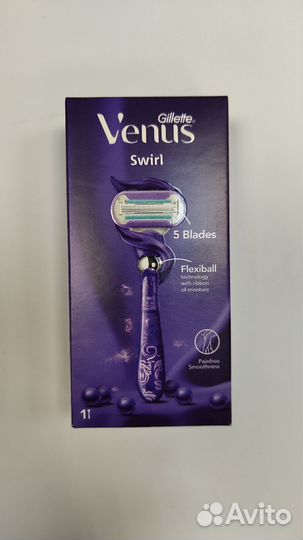 Gillette
Venus
Swirl
5 Blades
Flexiball
technology
with ribbon
of moisture
Painfree
Smoothness
1
Avito